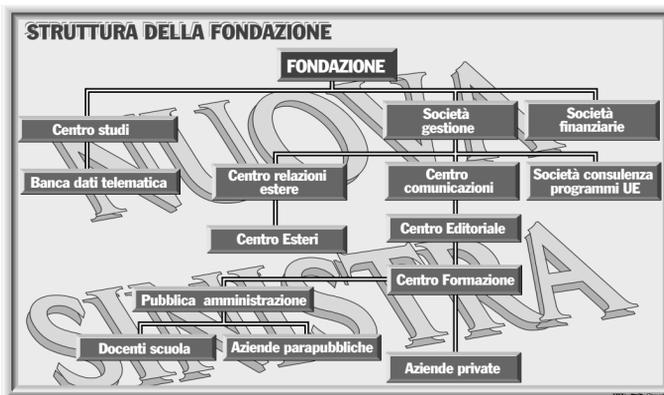 STRUTTURA DELLA FONDAZIONE
FONDAZIONE
Centro studi
Società
gestione
Società
finanziarie
Banca dati telematica
Centro relazioni
estere
Centro
comunicazioni
Società consulenza
programmi UE
Centro Esteri
Centro Editoriale
Centro Formazione
Pubblica amministrazione
Docenti scuola
Aziende parapubbliche
Aziende private
NUOVA
SINISTRA